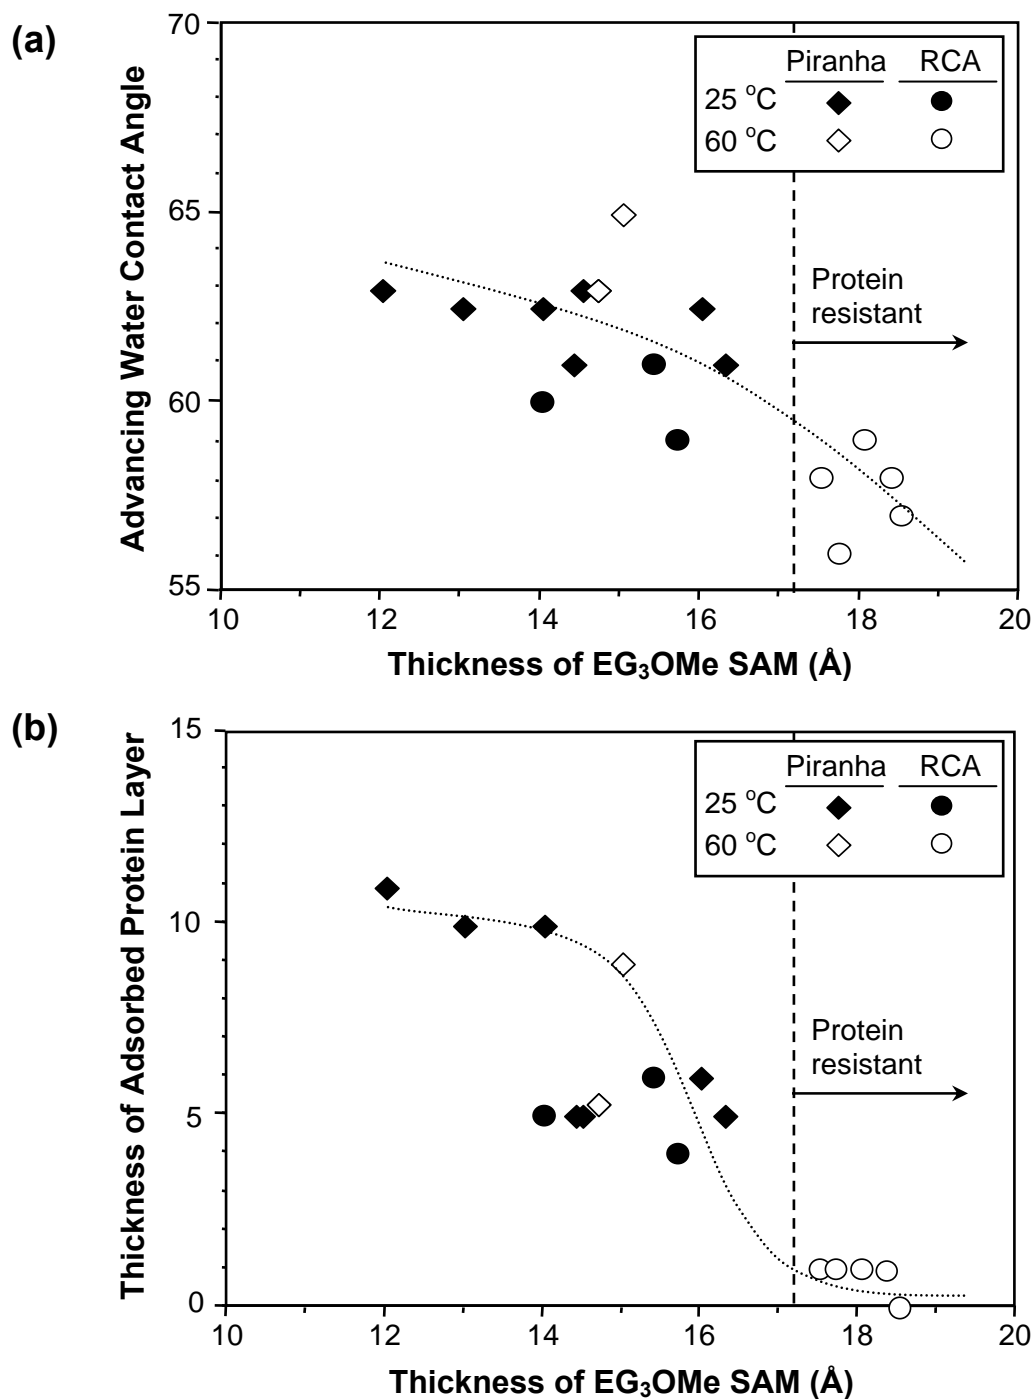 (a)
70
65
60
55
Advancing Water Contact Angle
Piranha RCA
25 °C
60 °C
Protein
resistant
10 12 14 16 18 20
Thickness of EG₃OMe SAM (Å)
(b)
15
10
5
0
Thickness of Adsorbed Protein Layer
Piranha RCA
25 °C
60 °C
Protein
resistant
10 12 14 16 18 20
Thickness of EG₃OMe SAM (Å)